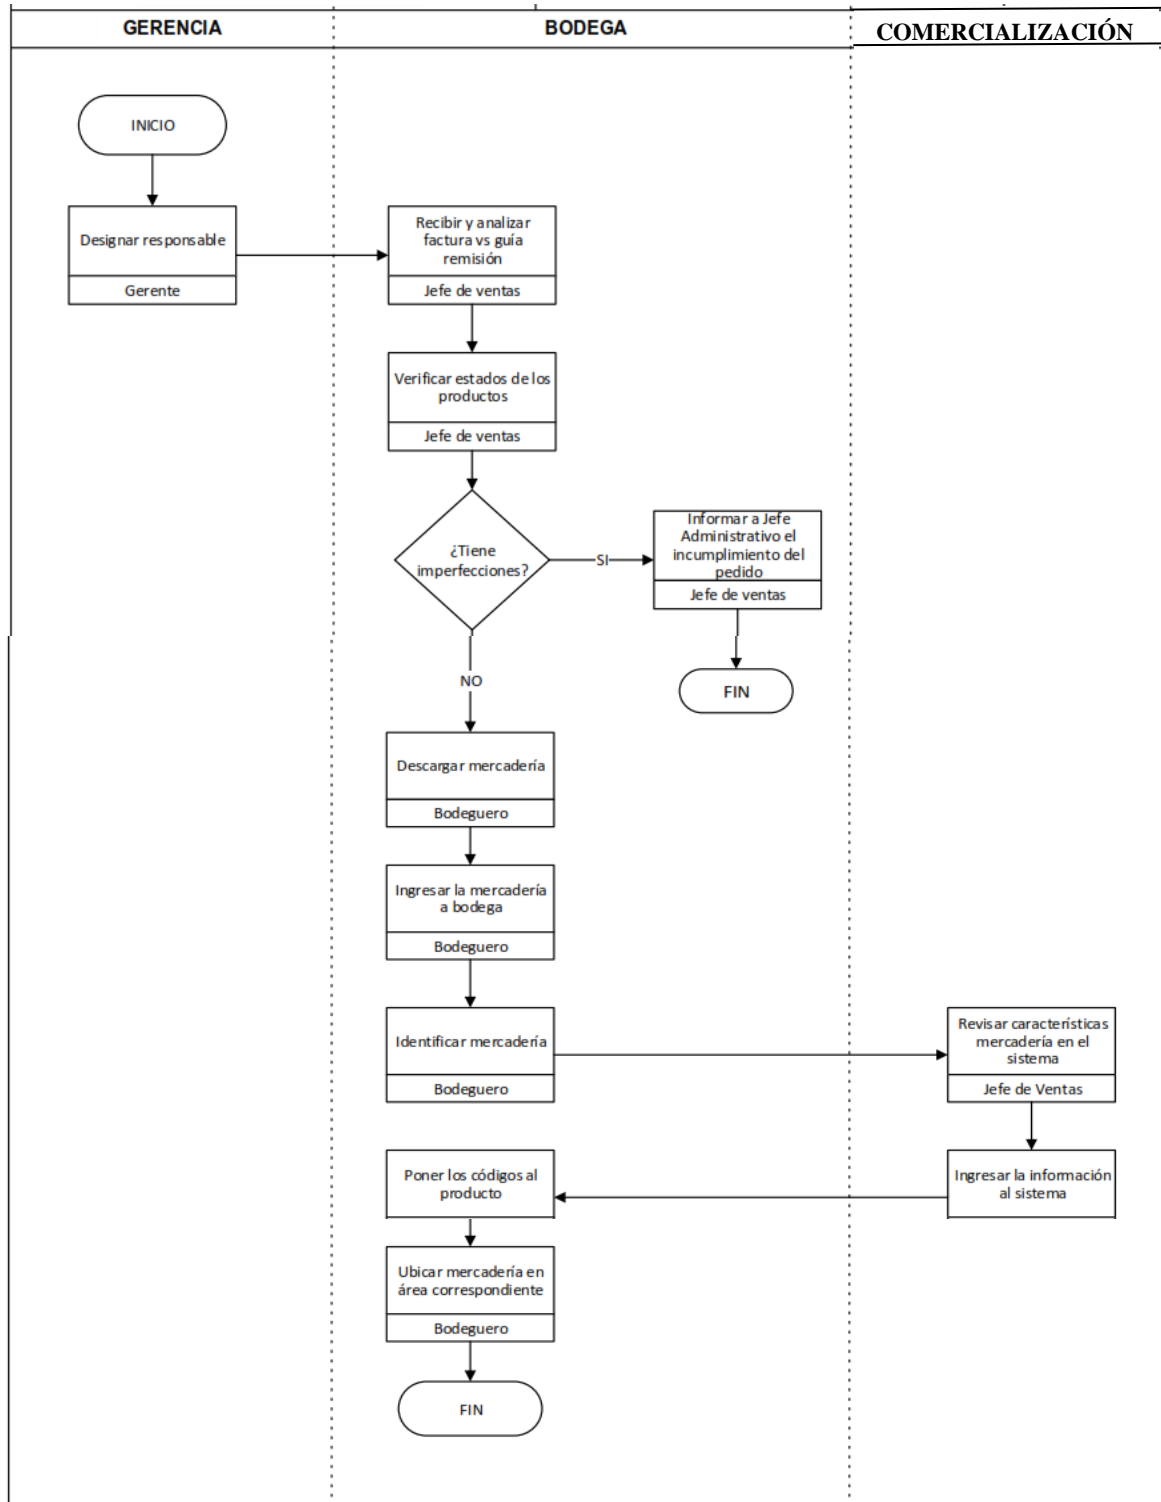 GERENCIA
BODEGA
COMERCIALIZACIÓN
INICIO
Designar responsable
Gerente
Recibir y analizar
factura vs guía
remisión
Jefe de ventas
Verificar estados de los
productos
Jefe de ventas
¿Tiene
imperfecciones?
SI
Informar a Jefe
Administrativo el
incumplimiento del
pedido
Jefe de ventas
FIN
NO
Descargar mercadería
Bodeguero
Ingresar la mercadería
a bodega
Bodeguero
Identificar mercadería
Bodeguero
Revisar características
mercadería en el
sistema
Jefe de Ventas
Ingresar la información
al sistema
Poner los códigos al
producto
Ubicar mercadería en
área correspondiente
Bodeguero
FIN